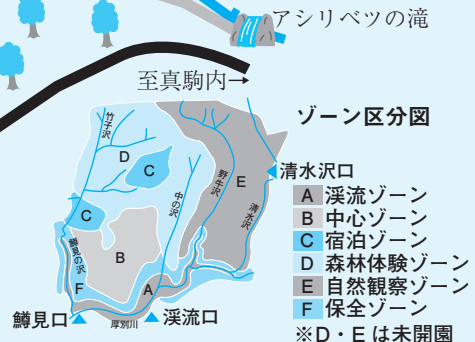 アシリベツの滝
至真駒内→
ゾーン区分図
竹子沢
D
C
中の沢
野牛沢
E
清水沢
清水沢口
C
鱒見の沢
B
F
A
厚別川
鱒見口
渓流口
A 渓流ゾーン
B 中心ゾーン
C 宿泊ゾーン
D 森林体験ゾーン
E 自然観察ゾーン
F 保全ゾーン
※D・Eは未開園